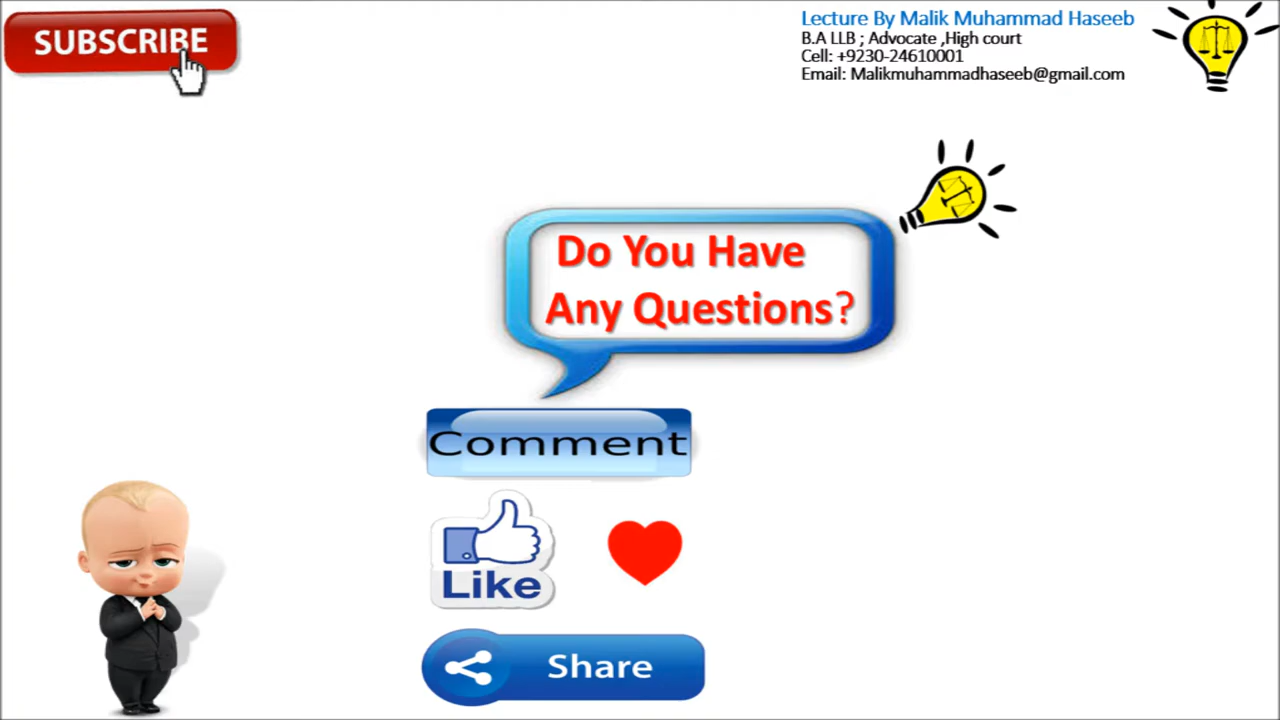 SUBSCRIBE
Lecture By Malik Muhammad Haseeb
B.A LLB ; Advocate ,High court
Cell: +9230-24610001
Email: Malikmuhammadhaseeb@gmail.com
Do You Have
Any Questions?
Comment
Like
Share